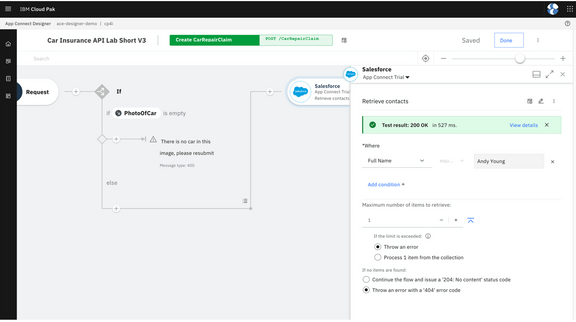 IBM Cloud Pak
App Connect Designer ace-designer-demo / cp4i
Car Insurance API Lab Short V3
Create CarRepairClaim
POST /CarRepairClaim
Saved
Done
Search
Request
If
if PhotoOfCar is empty
There is no car in this
image, please resubmit
Message type: 400
else
Salesforce
App Connect Trial
Retrieve contacts
Salesforce
App Connect Trial
Retrieve contacts
Test result: 200 OK in 527 ms.
View details
*Where
Full Name
Andy Young
Add condition +
Maximum number of items to retrieve:
1
If the limit is exceeded:
Throw an error
Process 1 item from the collection
If no items are found:
Continue the flow and issue a '204: No content' status code
Throw an error with a '404' error code